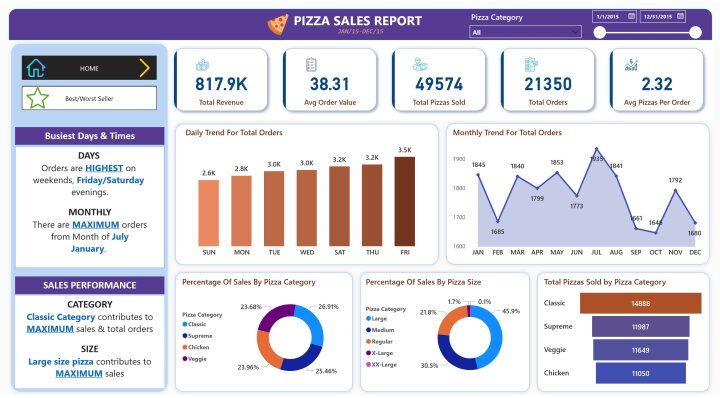 PIZZA SALES REPORT
JAN/15-DEC/15
Pizza Category
All
1/1/2015
12/31/2015
HOME
Best/Worst Seller
817.9K
Total Revenue
38.31
Avg Order Value
49574
Total Pizzas Sold
21350
Total Orders
2.32
Avg Pizzas Per Order
Busiest Days & Times
DAYS
Orders are HIGHEST on
weekends, Friday/Saturday
evenings.
MONTHLY
There are MAXIMUM orders
from Month of July
January.
SALES PERFORMANCE
CATEGORY
Classic Category contributes to
MAXIMUM sales & total orders
SIZE
Large size pizza contributes to
MAXIMUM sales
Daily Trend For Total Orders
2.6K
2.8K
3.0K
3.0K
3.2K
3.2K
3.5K
SUN
MON
TUE
WED
SAT
THU
FRI
Monthly Trend For Total Orders
1900
1800
1700
1600
1845
1685
1840
1799
1853
1773
1935
1841
1661
1646
1792
1680
JAN
FEB
MAR
APR
MAY
JUN
JUL
AUG
SEP
OCT
NOV
DEC
Percentage Of Sales By Pizza Category
Pizza Category
Classic
Supreme
Chicken
Veggie
23.68%
26.91%
23.96%
25.46%
Percentage Of Sales By Pizza Size
Pizza Category
Large
Medium
Regular
X-Large
XX-Large
1.7%
0.1%
21.8%
45.9%
30.5%
Total Pizzas Sold by Pizza Category
Classic
14888
Supreme
11987
Veggie
11649
Chicken
11050